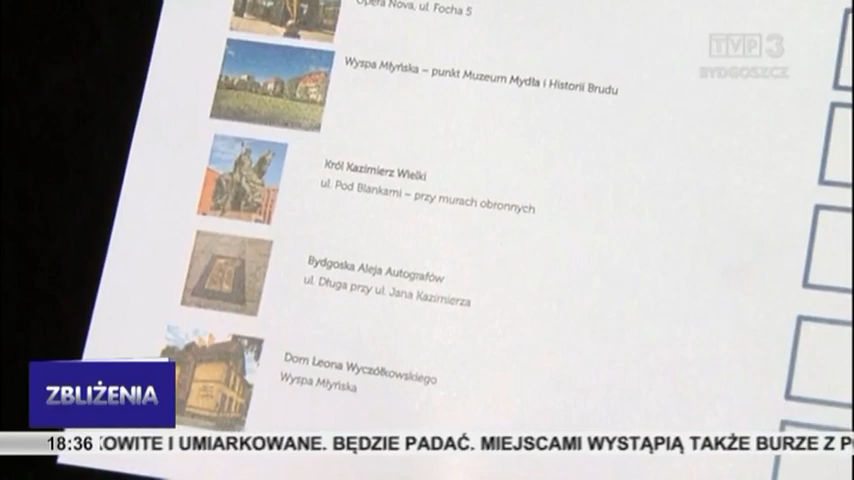 Opera Nova, ul. Focha 5
TVP3
BYDGOSZCZ
Wyspa Młyńska – punkt Muzeum Mydła i Historii Brudu
Król Kazimierz Wielki
ul. Pod Blankami – przy murach obronnych
Bydgoska Aleja Autografów
ul. Długa przy ul. Jana Kazimierza
Dom Leona Wyczółkowskiego
Wyspa Młyńska
ZBLIŻENIA
18:36 KOWITE I UMIARKOWANE. BĘDZIE PADAĆ. MIEJSCAMI WYSTĄPIĄ TAKŻE BURZE Z